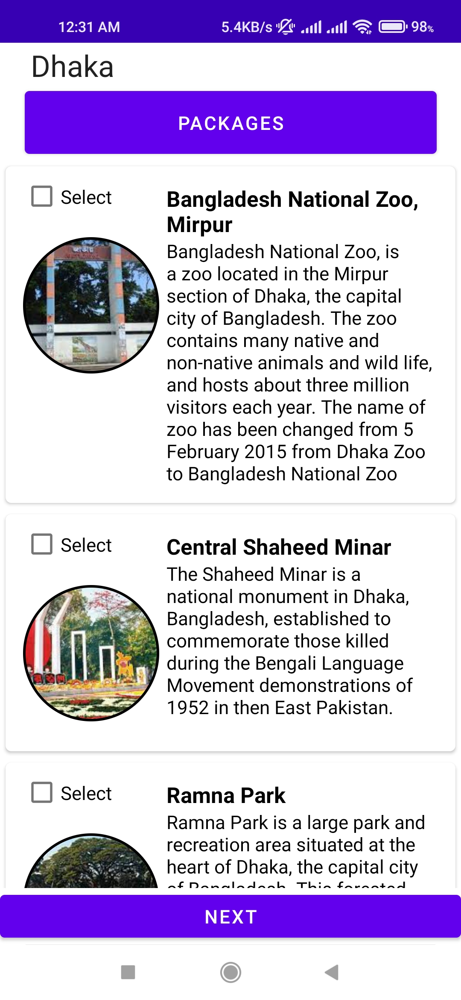 12:31 AM 5.4KB/s 98%
Dhaka
PACKAGES
Select
Bangladesh National Zoo,
Mirpur
জাতীয়
Bangladesh National Zoo, is
a zoo located in the Mirpur
section of Dhaka, the capital
city of Bangladesh. The zoo
contains many native and
non-native animals and wild life,
and hosts about three million
visitors each year. The name of
zoo has been changed from 5
February 2015 from Dhaka Zoo
to Bangladesh National Zoo
Select
Central Shaheed Minar
The Shaheed Minar is a
national monument in Dhaka,
Bangladesh, established to
commemorate those killed
during the Bengali Language
Movement demonstrations of
1952 in then East Pakistan.
Select
Ramna Park
Ramna Park is a large park and
recreation area situated at the
heart of Dhaka, the capital city
of Bangladesh. This forested
NEXT